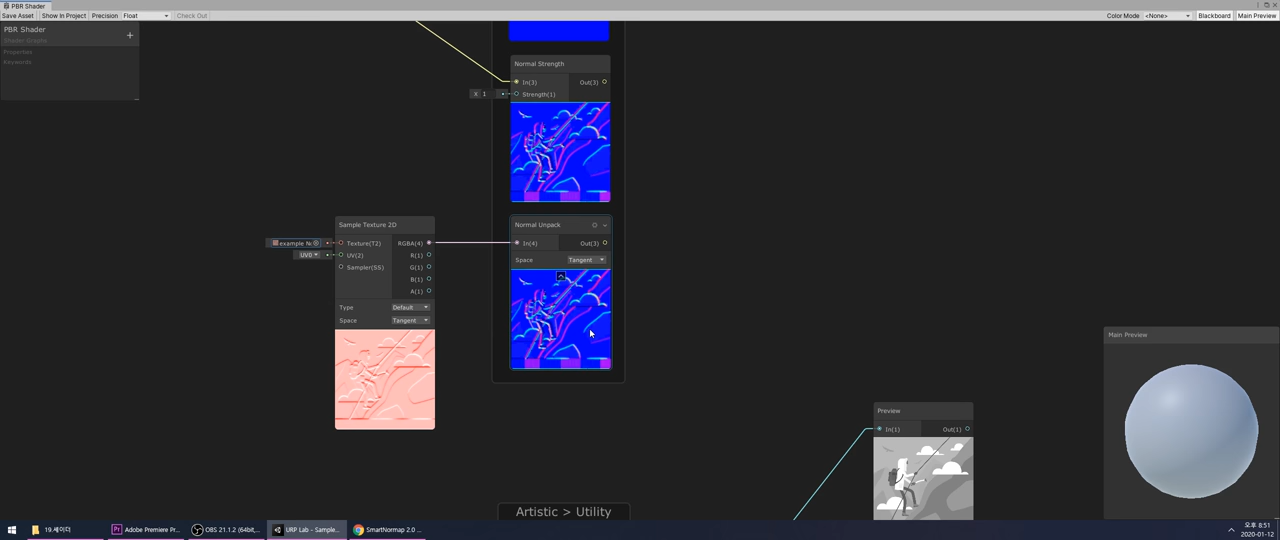 PBR Shader
Save Asset Show In Project Precision Float Check Out Color Mode <None> Blackboard Main Preview
PBR Shader
Shader Graphs
Properties
Keywords
Normal Strength
In(3) Out(3)
X 1 Strength(1)
Sample Texture 2D
Texture(T2) RGBA(4)
UV0 UV(2) R(1)
Sampler(SS) G(1)
B(1)
A(1)
Type Default
Space Tangent
Normal Unpack
In(4) Out(3)
Space Tangent
Main Preview
Preview
In(1) Out(1)
Artistic > Utility
19.셰이더 Adobe Premiere Pr... OBS 21.1.2 (64bit,... URP Lab - Sample... SmartNormap 2.0 ...
오후 8:51
2020-01-12